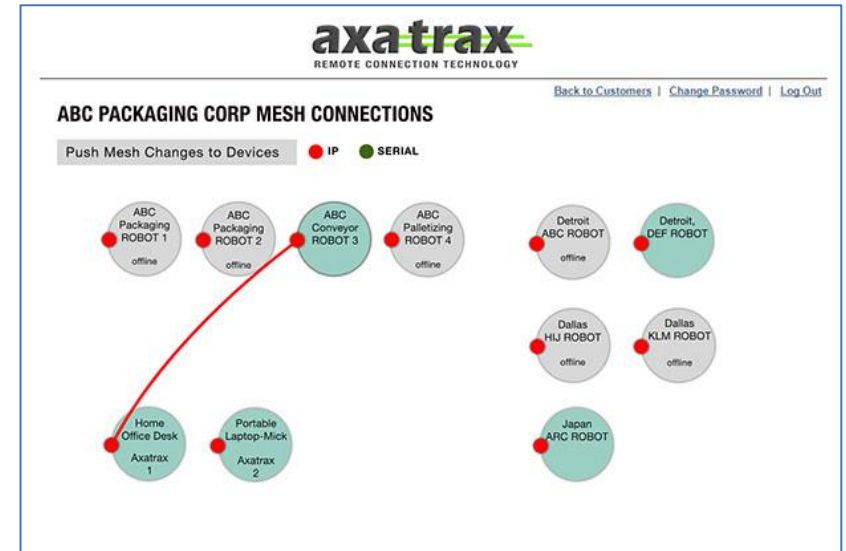 axatrax
REMOTE CONNECTION TECHNOLOGY
Back to Customers | Change Password | Log Out
ABC PACKAGING CORP MESH CONNECTIONS
Push Mesh Changes to Devices
IP
SERIAL
ABC
Packaging
ROBOT 1
offline
ABC
Packaging
ROBOT 2
offline
ABC
Conveyor
ROBOT 3
ABC
Palletizing
ROBOT 4
offline
Detroit
ABC ROBOT
offline
Detroit,
DEF ROBOT
Dallas
HIJ ROBOT
offline
Dallas
KLM ROBOT
offline
Home
Office Desk
Axatrax
1
Portable
Laptop-Mick
Axatrax
2
Japan
ARC ROBOT